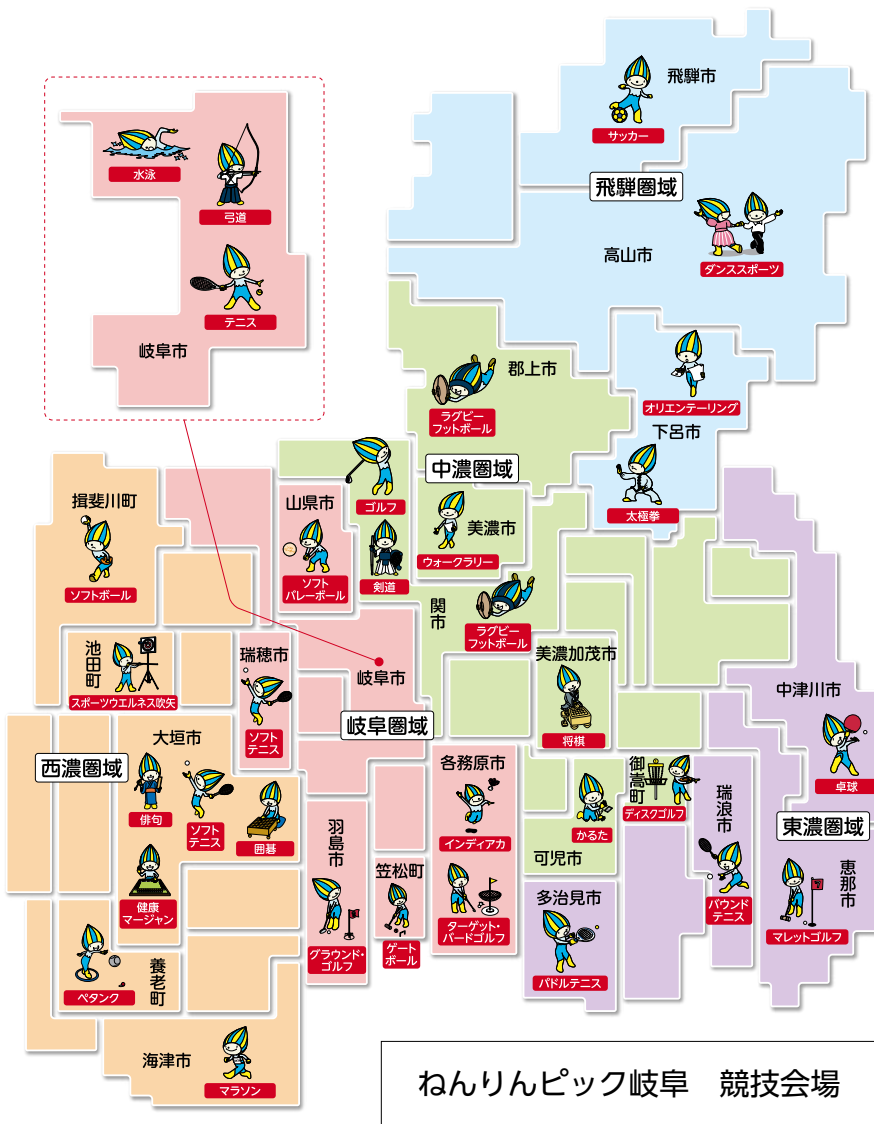 飛騨市
サッカー
水泳
弓道
飛騨圏域
高山市
ダンススポーツ
テニス
岐阜市
郡上市
ラグビー
フットボール
オリエンテーリング
下呂市
太極拳
中濃圏域
揖斐川町
ソフトボール
山県市
ソフト
バレーボール
ゴルフ
剣道
美濃市
ウォークラリー
関市
ラグビー
フットボール
池田町
スポーツウエルネス吹矢
瑞穂市
ソフト
テニス
岐阜市
岐阜圏域
美濃加茂市
将棋
中津川市
卓球
西濃圏域
大垣市
俳句
ソフト
テニス
囲碁
健康
マージャン
各務原市
インディアカ
ターゲット・
バードゴルフ
御嵩町
ディスクゴルフ
かるた
可児市
瑞浪市
バウンド
テニス
東濃圏域
恵那市
マレットゴルフ
羽島市
グラウンド・
ゴルフ
笠松町
ゲート
ボール
多治見市
パドルテニス
ペタンク
養老町
海津市
マラソン
ねんりんピック岐阜　競技会場